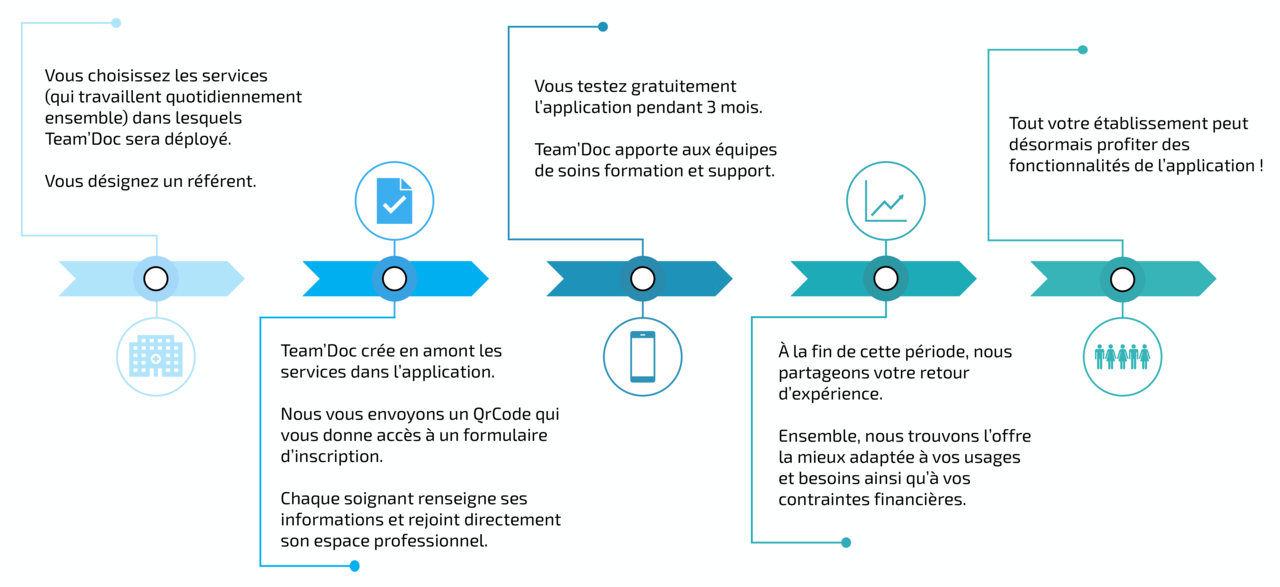 Vous choisissez les services
(qui travaillent quotidiennement
ensemble) dans lesquels
Team’Doc sera déployé.
Vous désignez un référent.
Team’Doc crée en amont les
services dans l’application.
Nous vous envoyons un QrCode qui
vous donne accès à un formulaire
d’inscription.
Chaque soignant renseigne ses
informations et rejoint directement
son espace professionnel.
Vous testez gratuitement
l’application pendant 3 mois.
Team’Doc apporte aux équipes
de soins formation et support.
À la fin de cette période, nous
partageons votre retour
d’expérience.
Ensemble, nous trouvons l’offre
la mieux adaptée à vos usages
et besoins ainsi qu’à vos
contraintes financières.
Tout votre établissement peut
désormais profiter des
fonctionnalités de l’application !